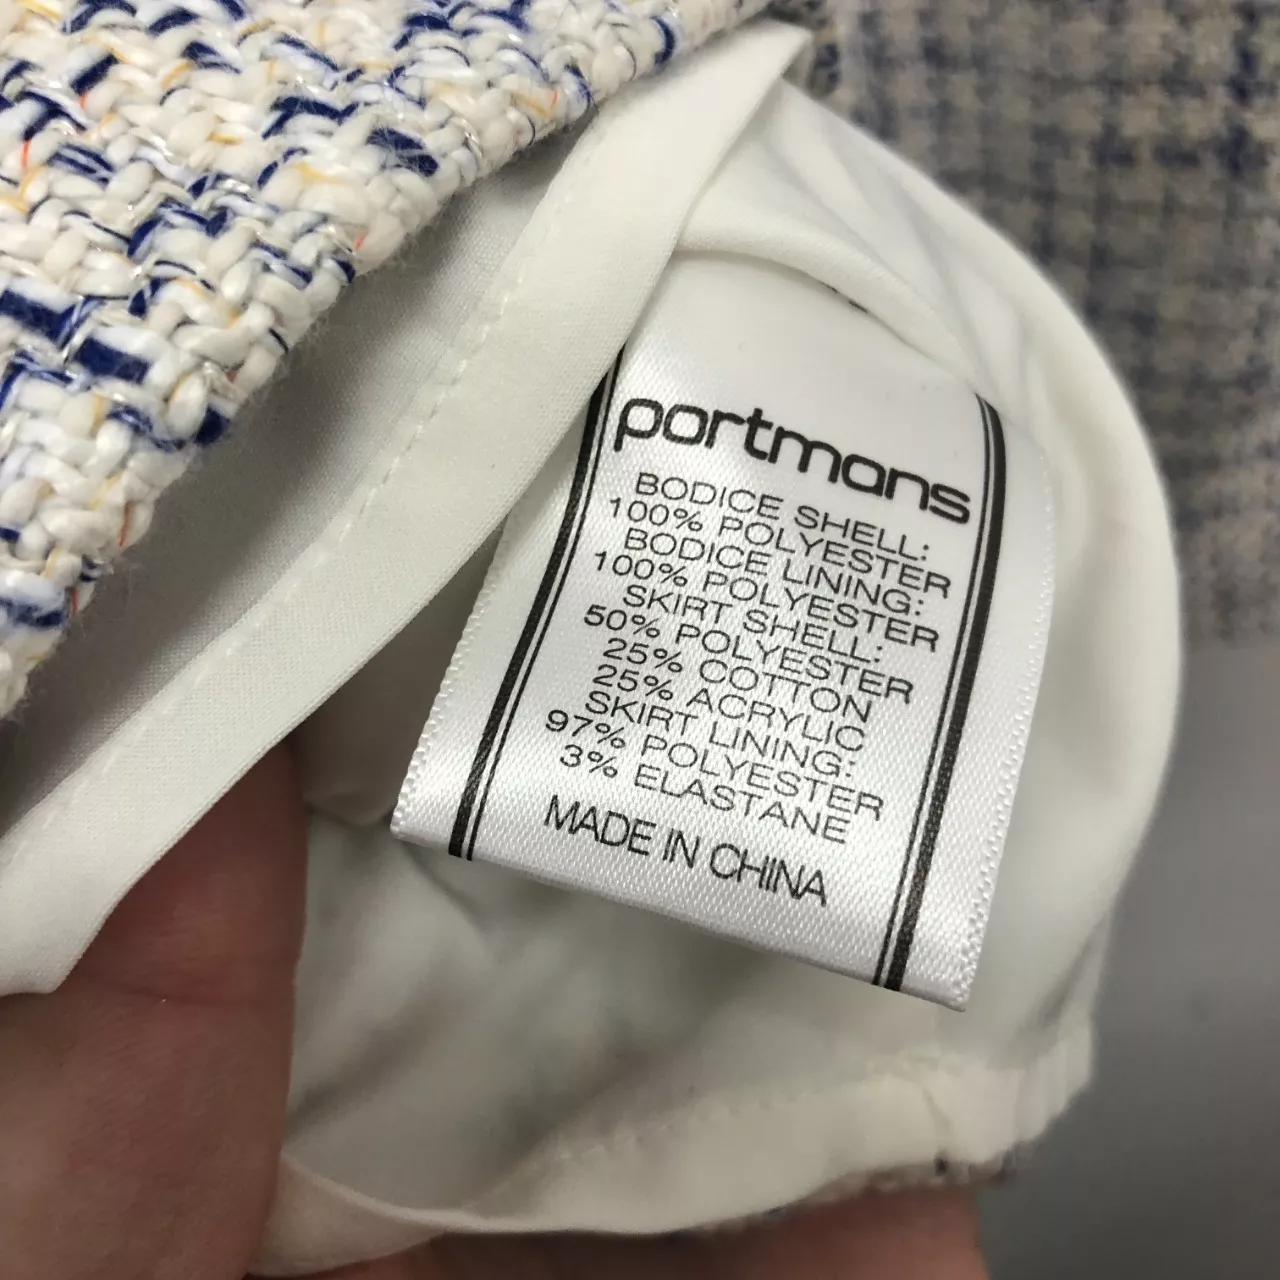 portmans
BODICE SHELL:
100% POLYESTER
BODICE LINING:
100% POLYESTER
SKIRT SHELL:
50% POLYESTER
25% COTTON
25% ACRYLIC
SKIRT LINING:
97% POLYESTER
3% ELASTANE
MADE IN CHINA